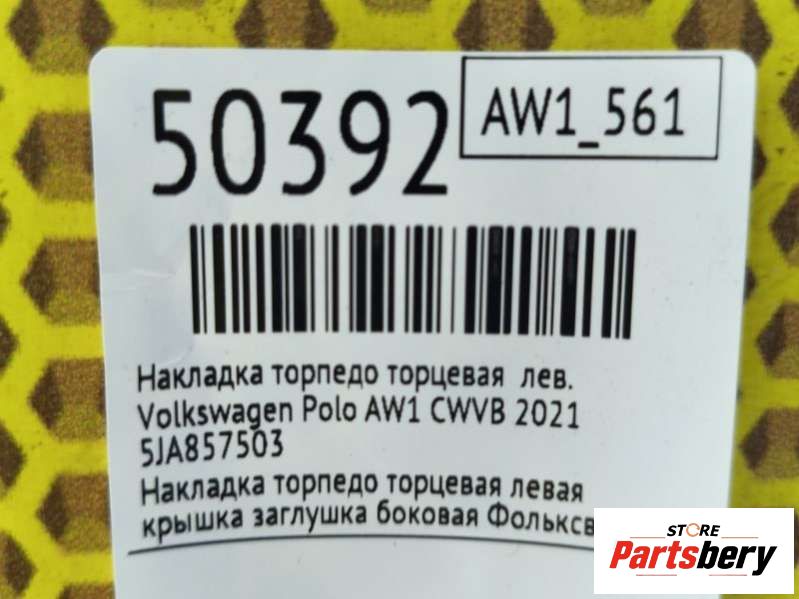 50392
AW1_561
Накладка торпедо торцевая лев.
Volkswagen Polo AW1 CWVB 2021
5JA857503
Накладка торпедо торцевая левая
крышка заглушка боковая
STORE
Partsbery